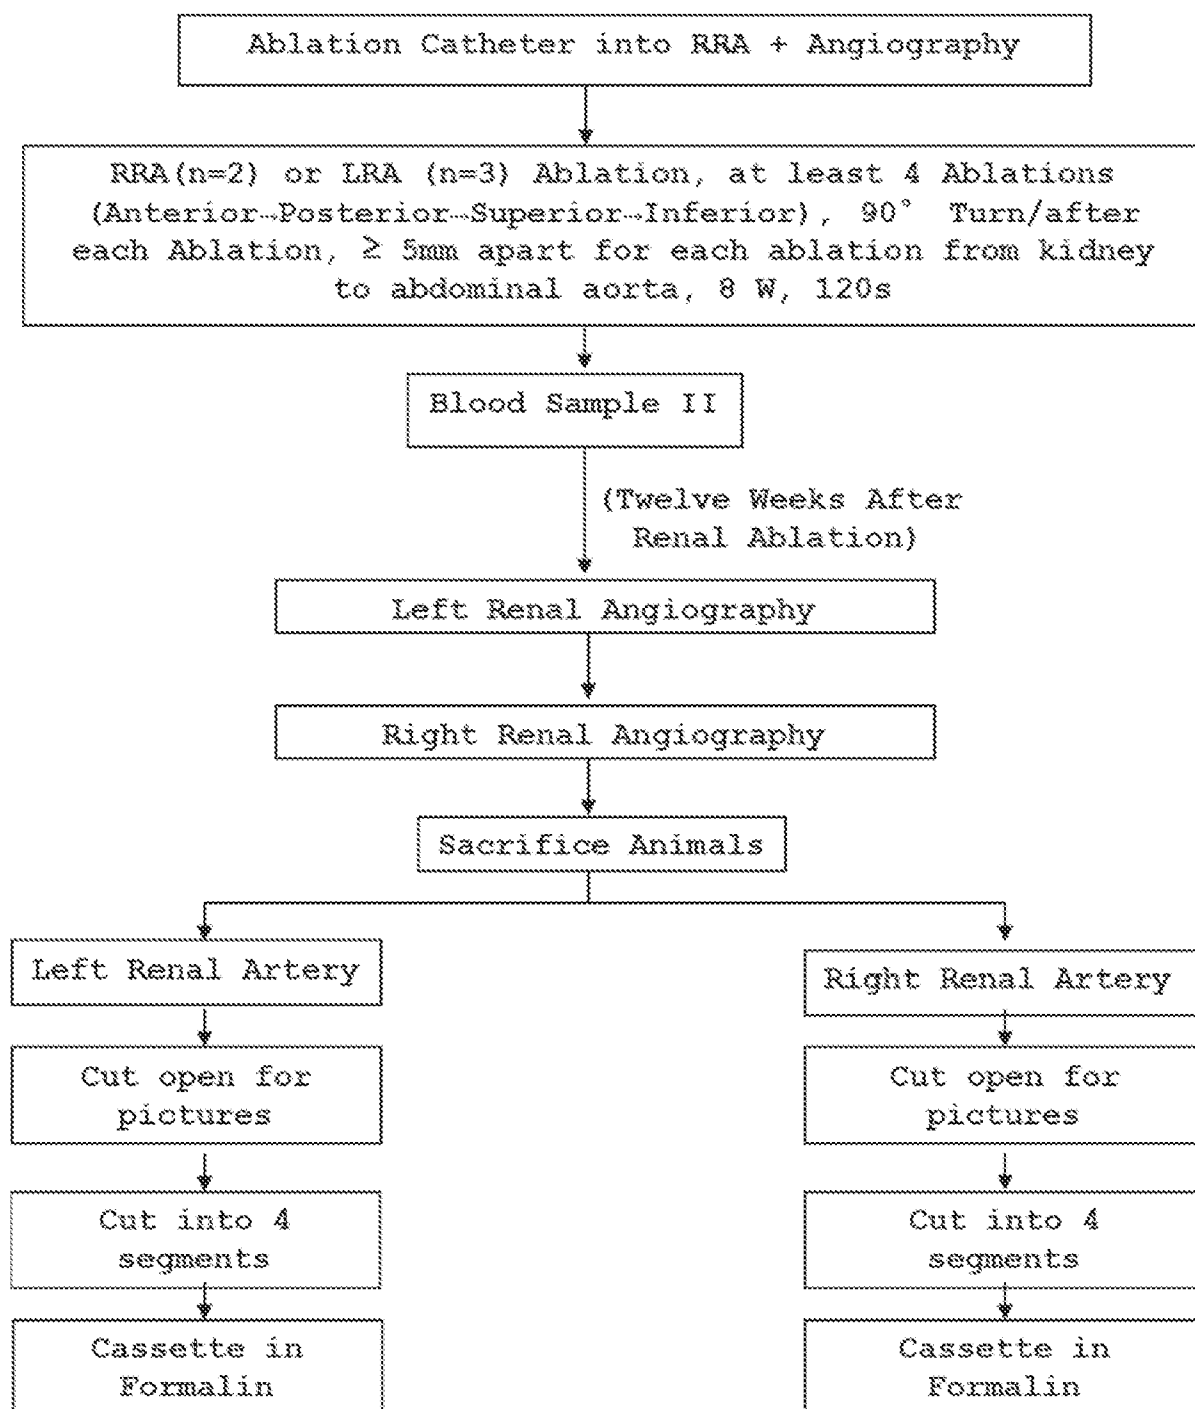 Ablation Catheter into RRA + Angiography
RRA(n=2) or LRA (n=3) Ablation, at least 4 Ablations
(Anterior→Posterior→Superior→Inferior), 90° Turn/after
each Ablation, ≥ 5mm apart for each ablation from kidney
to abdominal aorta, 8 W, 120s
Blood Sample II
(Twelve Weeks After
Renal Ablation)
Left Renal Angiography
Right Renal Angiography
Sacrifice Animals
Left Renal Artery
Cut open for
pictures
Cut into 4
segments
Cassette in
Formalin
Right Renal Artery
Cut open for
pictures
Cut into 4
segments
Cassette in
Formalin